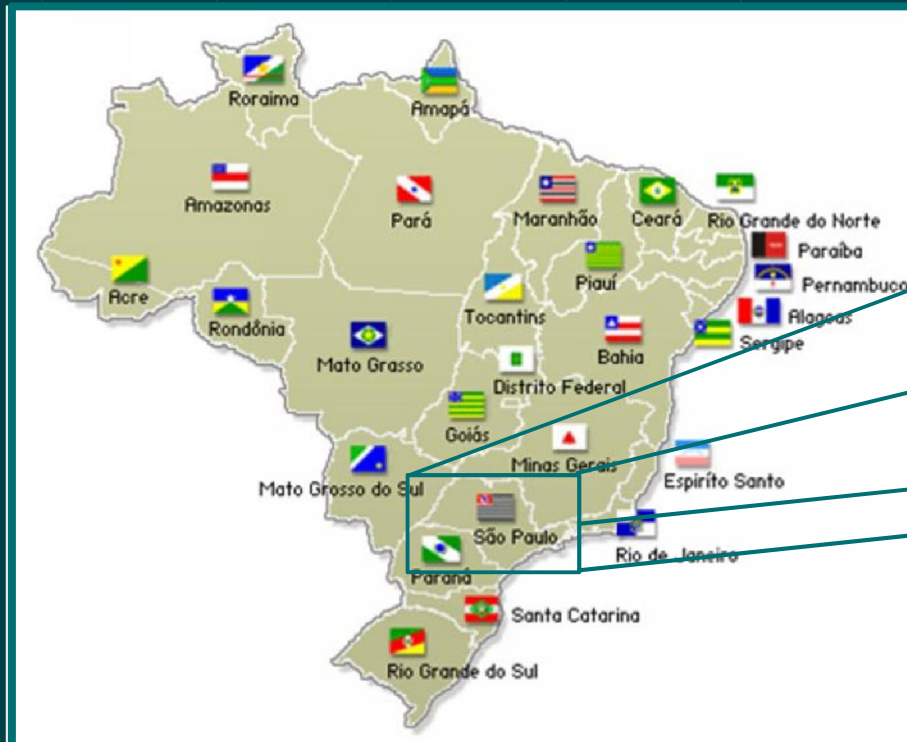 Roraima
Amapá
Amazonas
Pará
Maranhão
Ceará
Rio Grande do Norte
Paraíba
Pernambuco
Alagoas
Sergipe
Piauí
Acre
Rondônia
Tocantins
Mato Grasso
Bahia
Distrito Federal
Goiás
Minas Gerais
Mato Grosso do Sul
Espiríto Santo
São Paulo
Rio de Janeiro
Paraná
Santa Catarina
Rio Grande do Sul